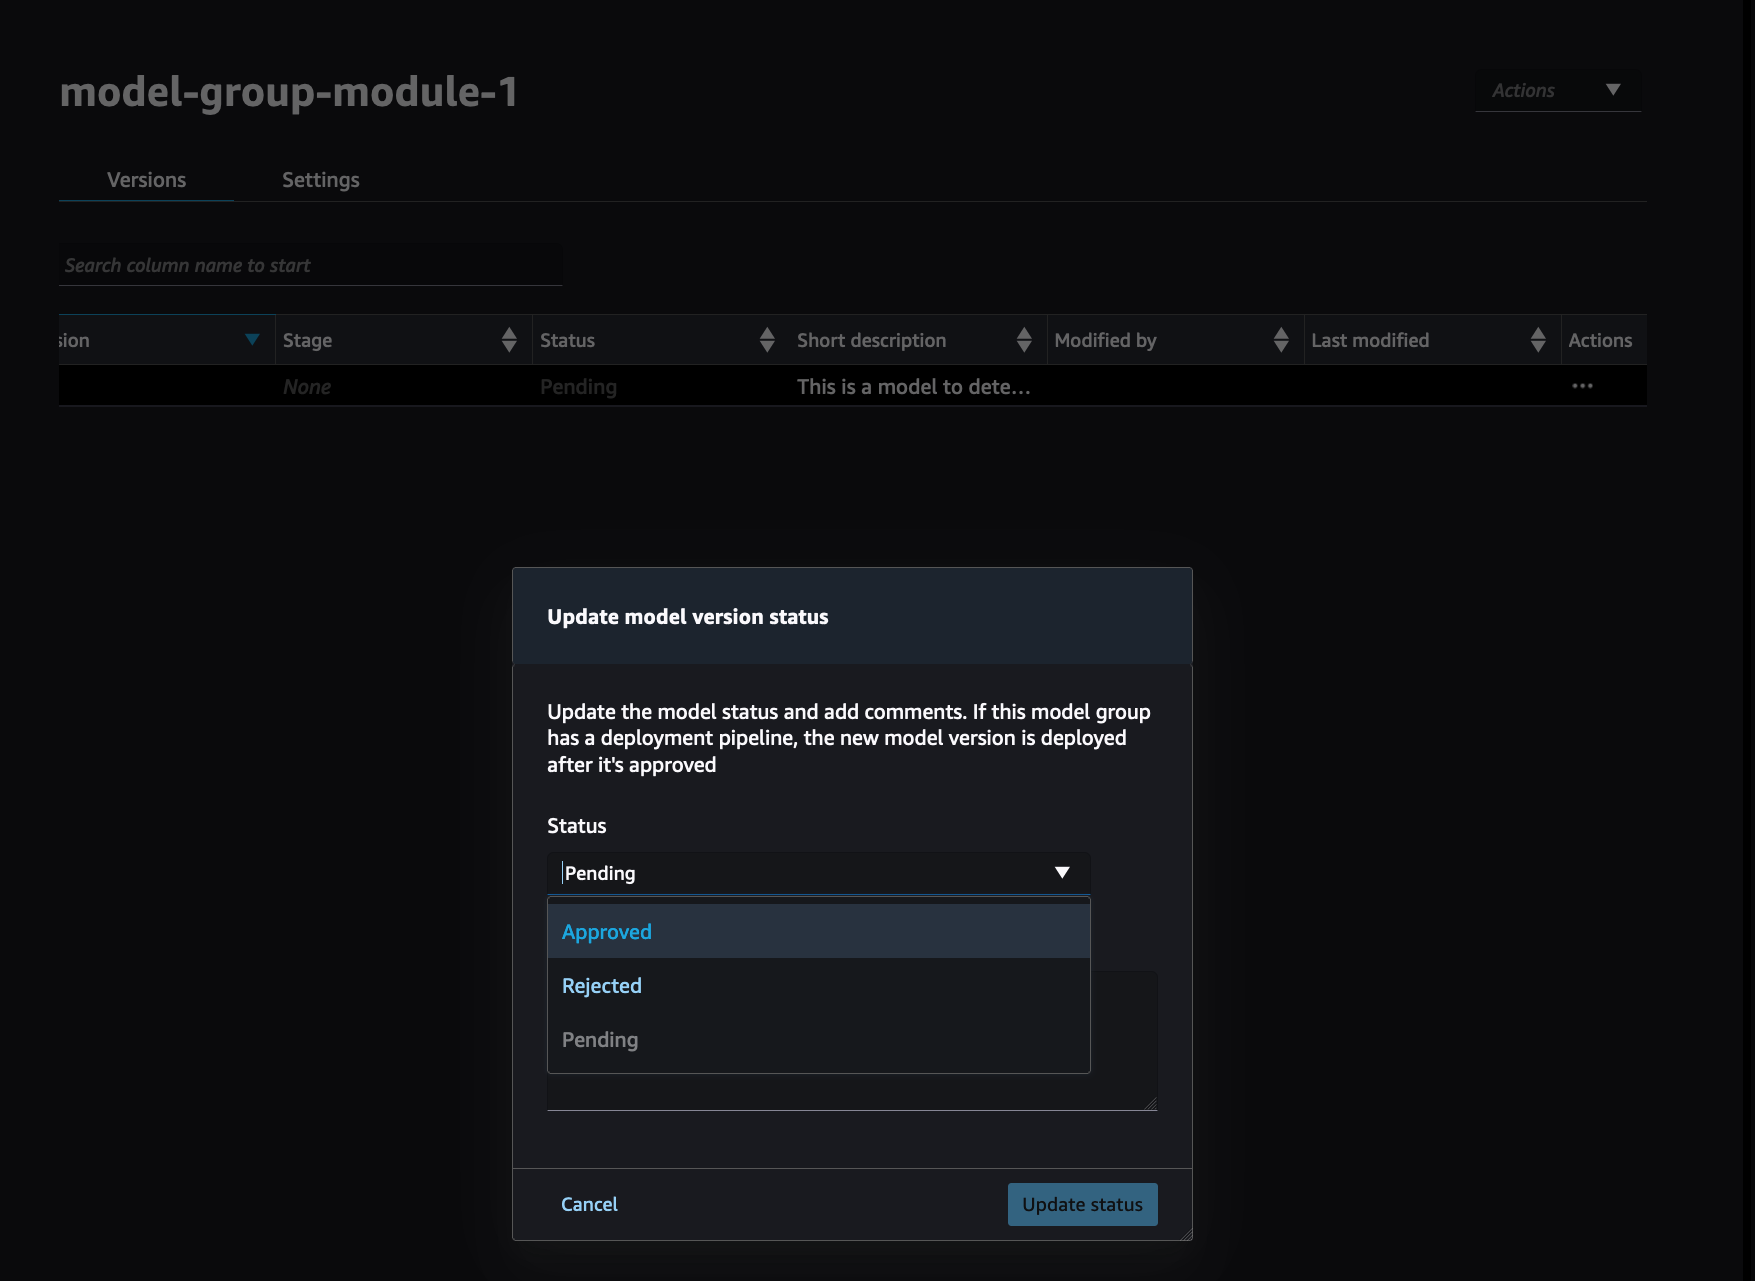 model-group-module-1
Actions
Versions Settings
Search column name to start
sion Stage Status Short description Modified by Last modified Actions
None Pending This is a model to dete... ...
Update model version status
Update the model status and add comments. If this model group
has a deployment pipeline, the new model version is deployed
after it's approved
Status
Pending
Approved
Rejected
Pending
Cancel Update status